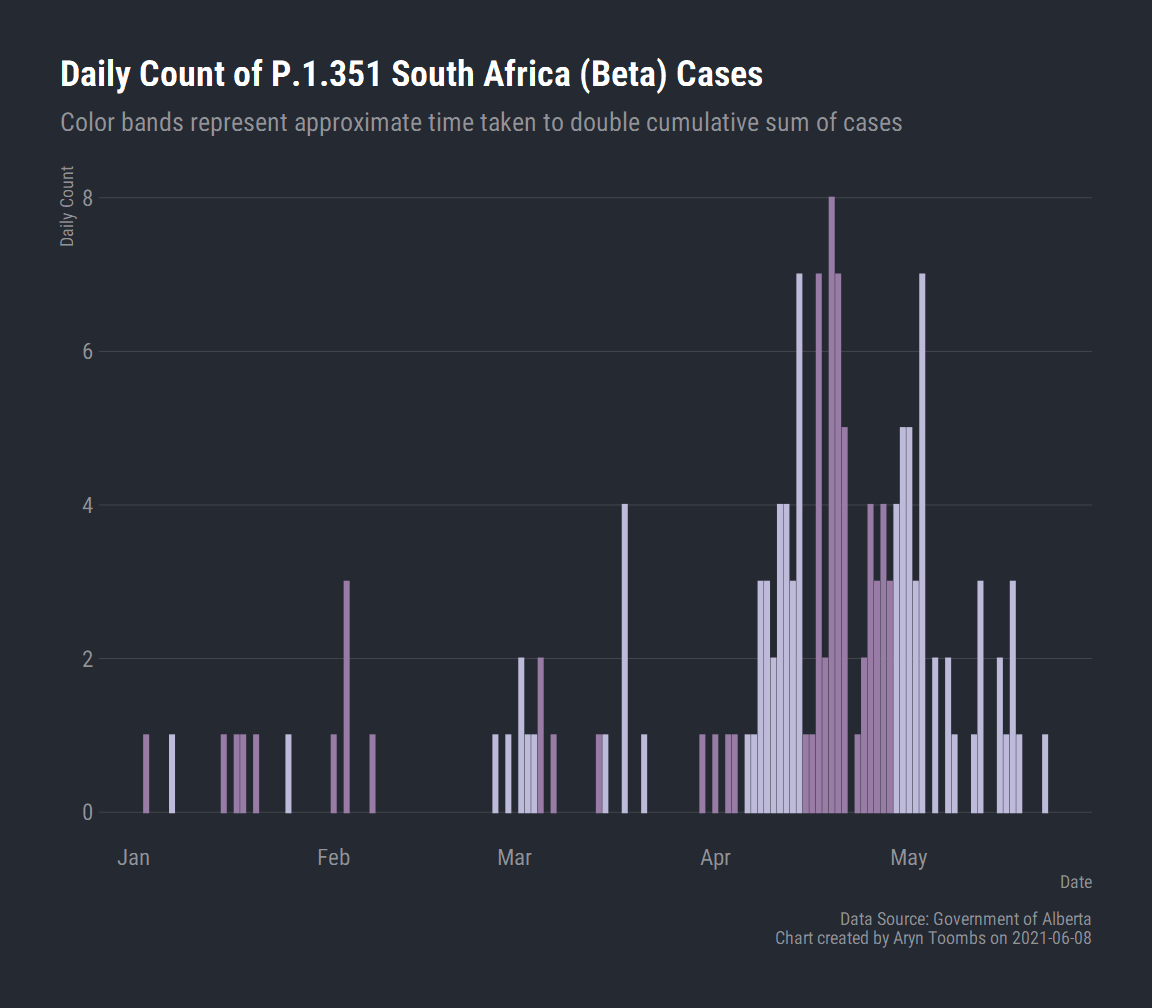 Daily Count of P.1.351 South Africa (Beta) Cases
Color bands represent approximate time taken to double cumulative sum of cases
Daily Count
8
6
4
2
0
Jan Feb Mar Apr May
Date
Data Source: Government of Alberta
Chart created by Aryn Toombs on 2021-06-08